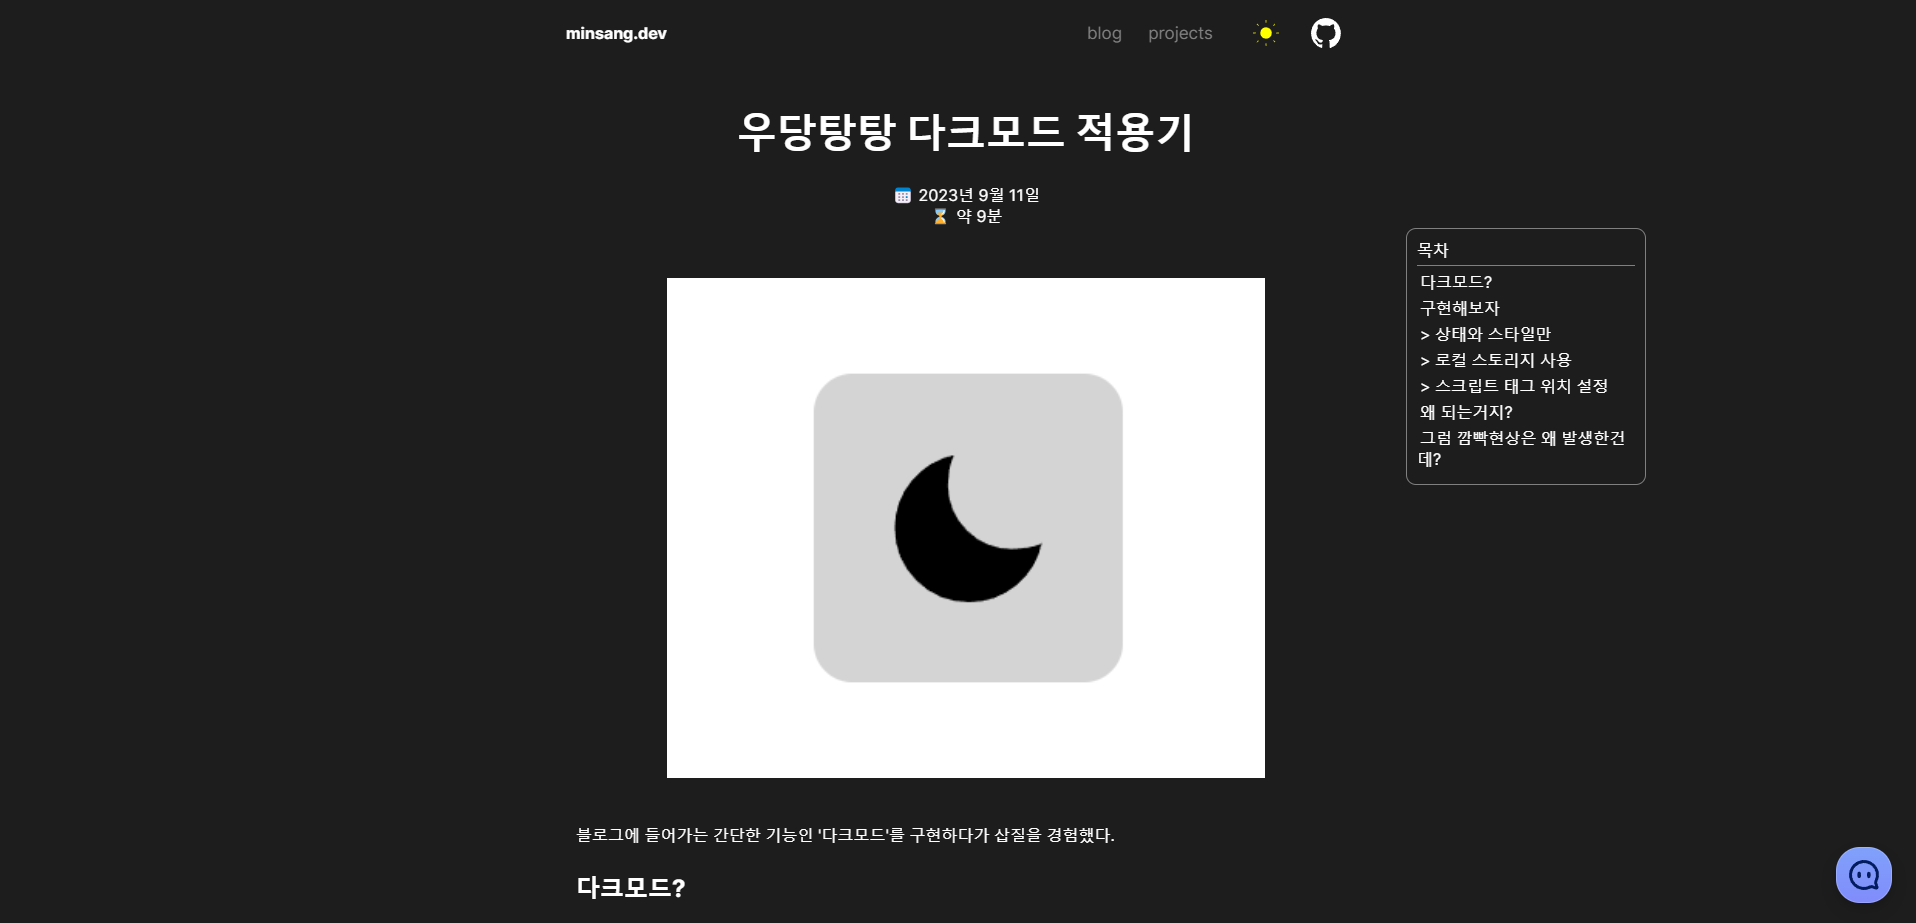 minsang.dev
blog
projects
우당탕탕 다크모드 적용기
🗓️ 2023년 9월 11일
⏳ 약 9분
목차
다크모드?
구현해보자
> 상태와 스타일만
> 로컬 스토리지 사용
> 스크립트 태그 위치 설정
왜 되는거지?
그럼 깜빡현상은 왜 발생한건
데?
블로그에 들어가는 간단한 기능인 '다크모드'를 구현하다가 삽질을 경험했다.
다크모드?